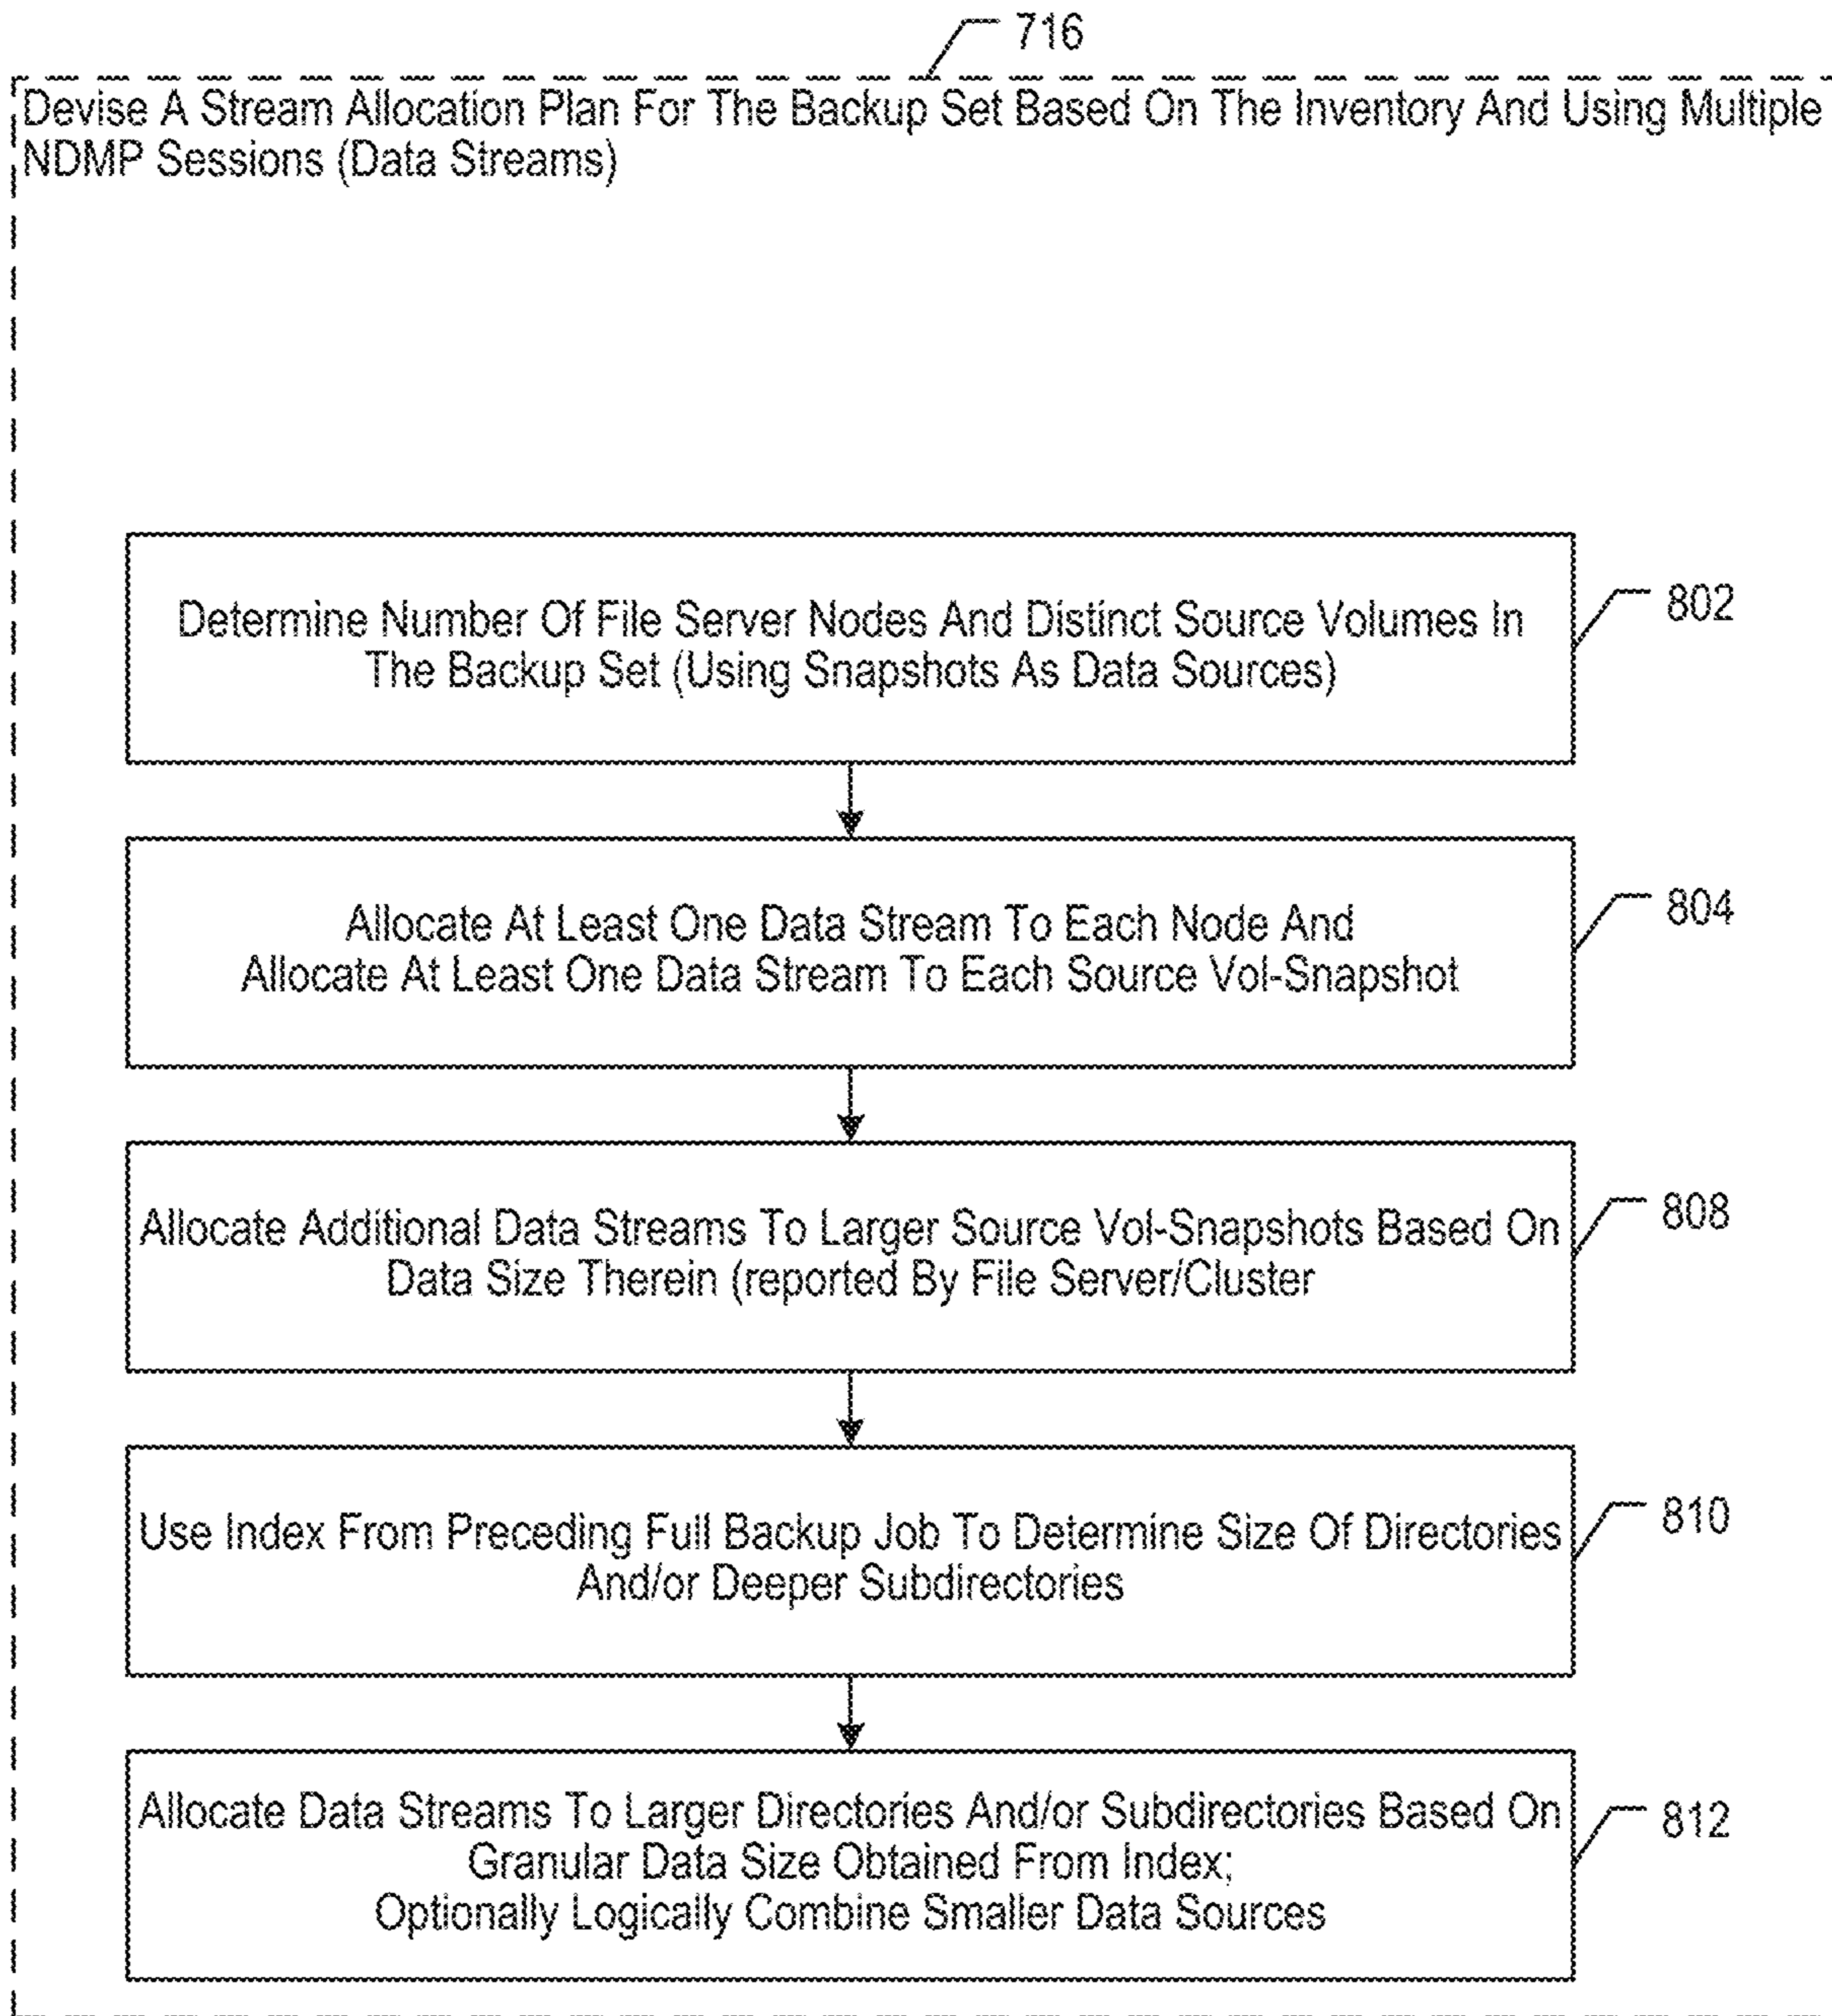 716
Devise A Stream Allocation Plan For The Backup Set Based On The Inventory And Using Multiple
NDMP Sessions (Data Streams)
Determine Number Of File Server Nodes And Distinct Source Volumes In
The Backup Set (Using Snapshots As Data Sources)
802
Allocate At Least One Data Stream To Each Node And
Allocate At Least One Data Stream To Each Source Vol-Snapshot
804
Allocate Additional Data Streams To Larger Source Vol-Snapshots Based On
Data Size Therein (reported By File Server/Cluster
808
Use Index From Preceding Full Backup Job To Determine Size Of Directories
And/or Deeper Subdirectories
810
Allocate Data Streams To Larger Directories And/or Subdirectories Based On
Granular Data Size Obtained From Index;
Optionally Logically Combine Smaller Data Sources
812